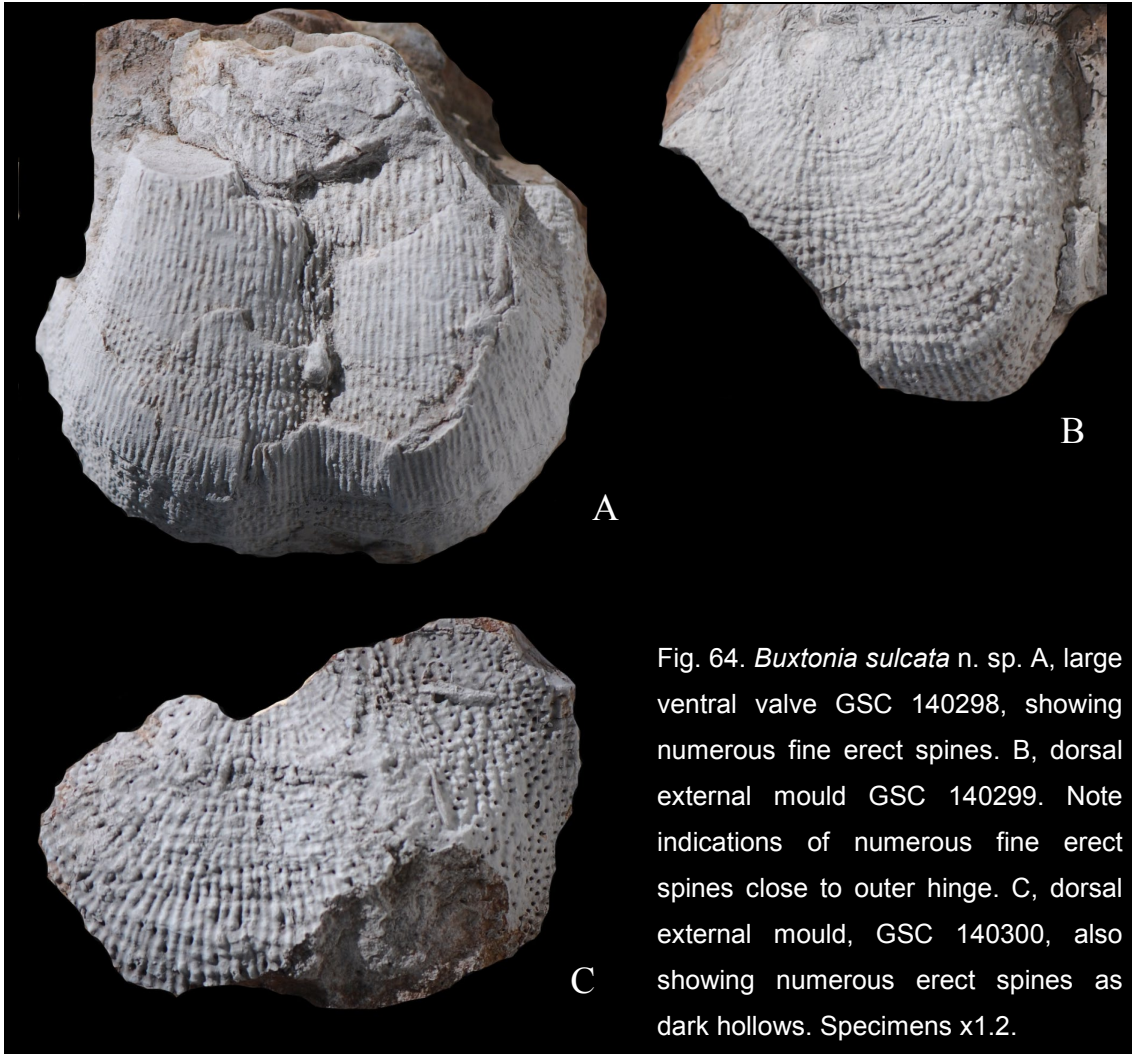 A
B
C
Fig. 64. Buxtonia sulcata n. sp. A, large
ventral valve GSC 140298, showing
numerous fine erect spines. B, dorsal
external mould GSC 140299. Note
indications of numerous fine erect
spines close to outer hinge. C, dorsal
external mould, GSC 140300, also
showing numerous erect spines as
dark hollows. Specimens x1.2.